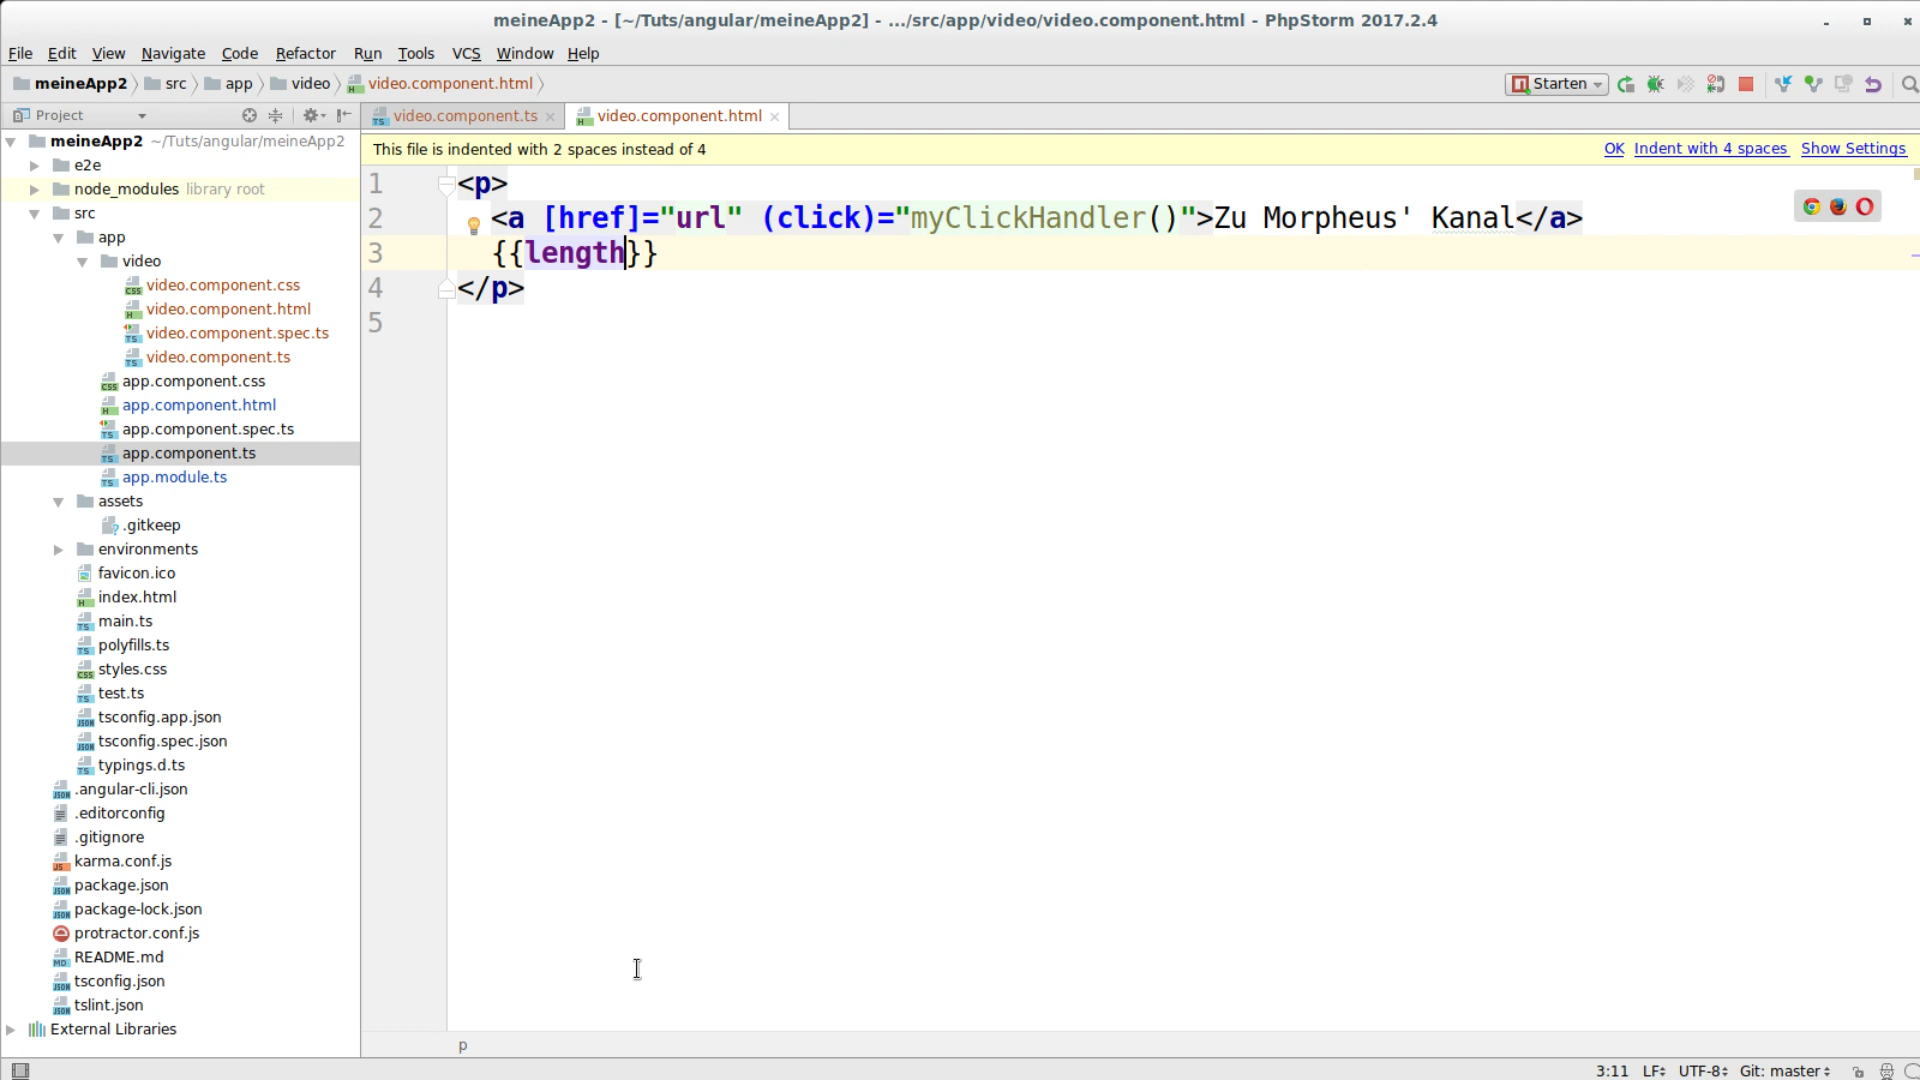 meineApp2 - [~/Tuts/angular/meineApp2] - .../src/app/video/video.component.html - PhpStorm 2017.2.4
File Edit View Navigate Code Refactor Run Tools VCS Window Help
meineApp2 src app video video.component.html Starten
Project video.component.ts video.component.html
This file is indented with 2 spaces instead of 4 OK Indent with 4 spaces Show Settings
meineApp2 ~/Tuts/angular/meineApp2
e2e
node_modules library root
src
app
video
video.component.css
video.component.html
video.component.spec.ts
video.component.ts
app.component.css
app.component.html
app.component.spec.ts
app.component.ts
app.module.ts
assets
.gitkeep
environments
favicon.ico
index.html
main.ts
polyfills.ts
styles.css
test.ts
tsconfig.app.json
tsconfig.spec.json
typings.d.ts
.angular-cli.json
.editorconfig
.gitignore
karma.conf.js
package.json
package-lock.json
protractor.conf.js
README.md
tsconfig.json
tslint.json
External Libraries
1 <p>
2 <a [href]="url" (click)="myClickHandler()">Zu Morpheus' Kanal</a>
3 {{length}}
4 </p>
5
p
3:11 LF UTF-8 Git: master